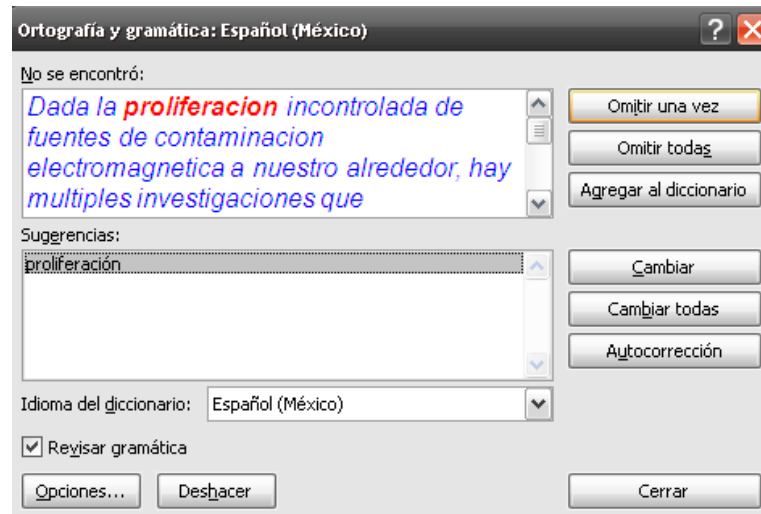 Ortografía y gramática: Español (México)
No se encontró:
Dada la proliferacion incontrolada de
fuentes de contaminacion
electromagnetica a nuestro alrededor, hay
multiples investigaciones que
Omitir una vez
Omitir todas
Agregar al diccionario
Sugerencias:
proliferación
Cambiar
Cambiar todas
Autocorrección
Idioma del diccionario: Español (México)
Revisar gramática
Opciones... Deshacer Cerrar